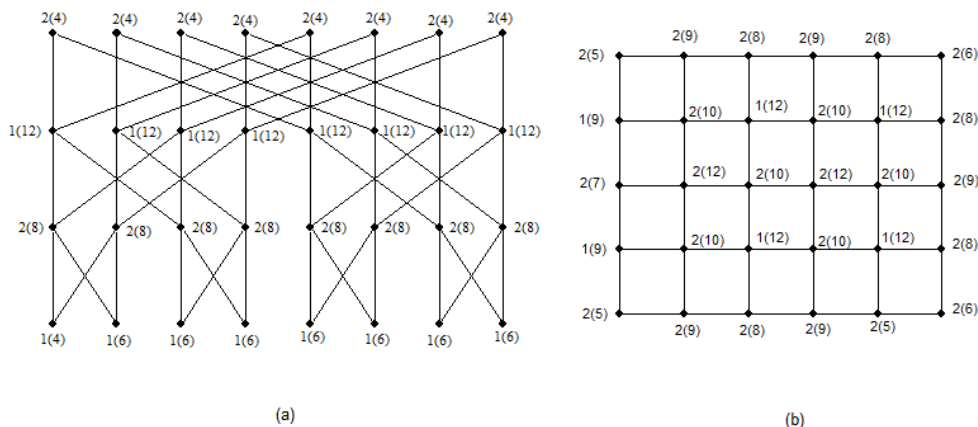 2(4) 2(4) 2(4) 2(4) 2(4) 2(4) 2(4) 2(4)
1(12) 1(12) 1(12) 1(12) 1(12) 1(12) 1(12) 1(12)
2(8) 2(8) 2(8) 2(8) 2(8) 2(8) 2(8) 2(8)
1(4) 1(6) 1(6) 1(6) 1(6) 1(6) 1(6) 1(6)
(a)
2(5) 2(9) 2(8) 2(9) 2(8) 2(6)
1(9) 2(10) 1(12) 2(10) 1(12) 2(8)
2(7) 2(12) 2(10) 2(12) 2(10) 2(9)
1(9) 2(10) 1(12) 2(10) 1(12) 2(8)
2(5) 2(9) 2(8) 2(9) 2(5) 2(6)
(b)